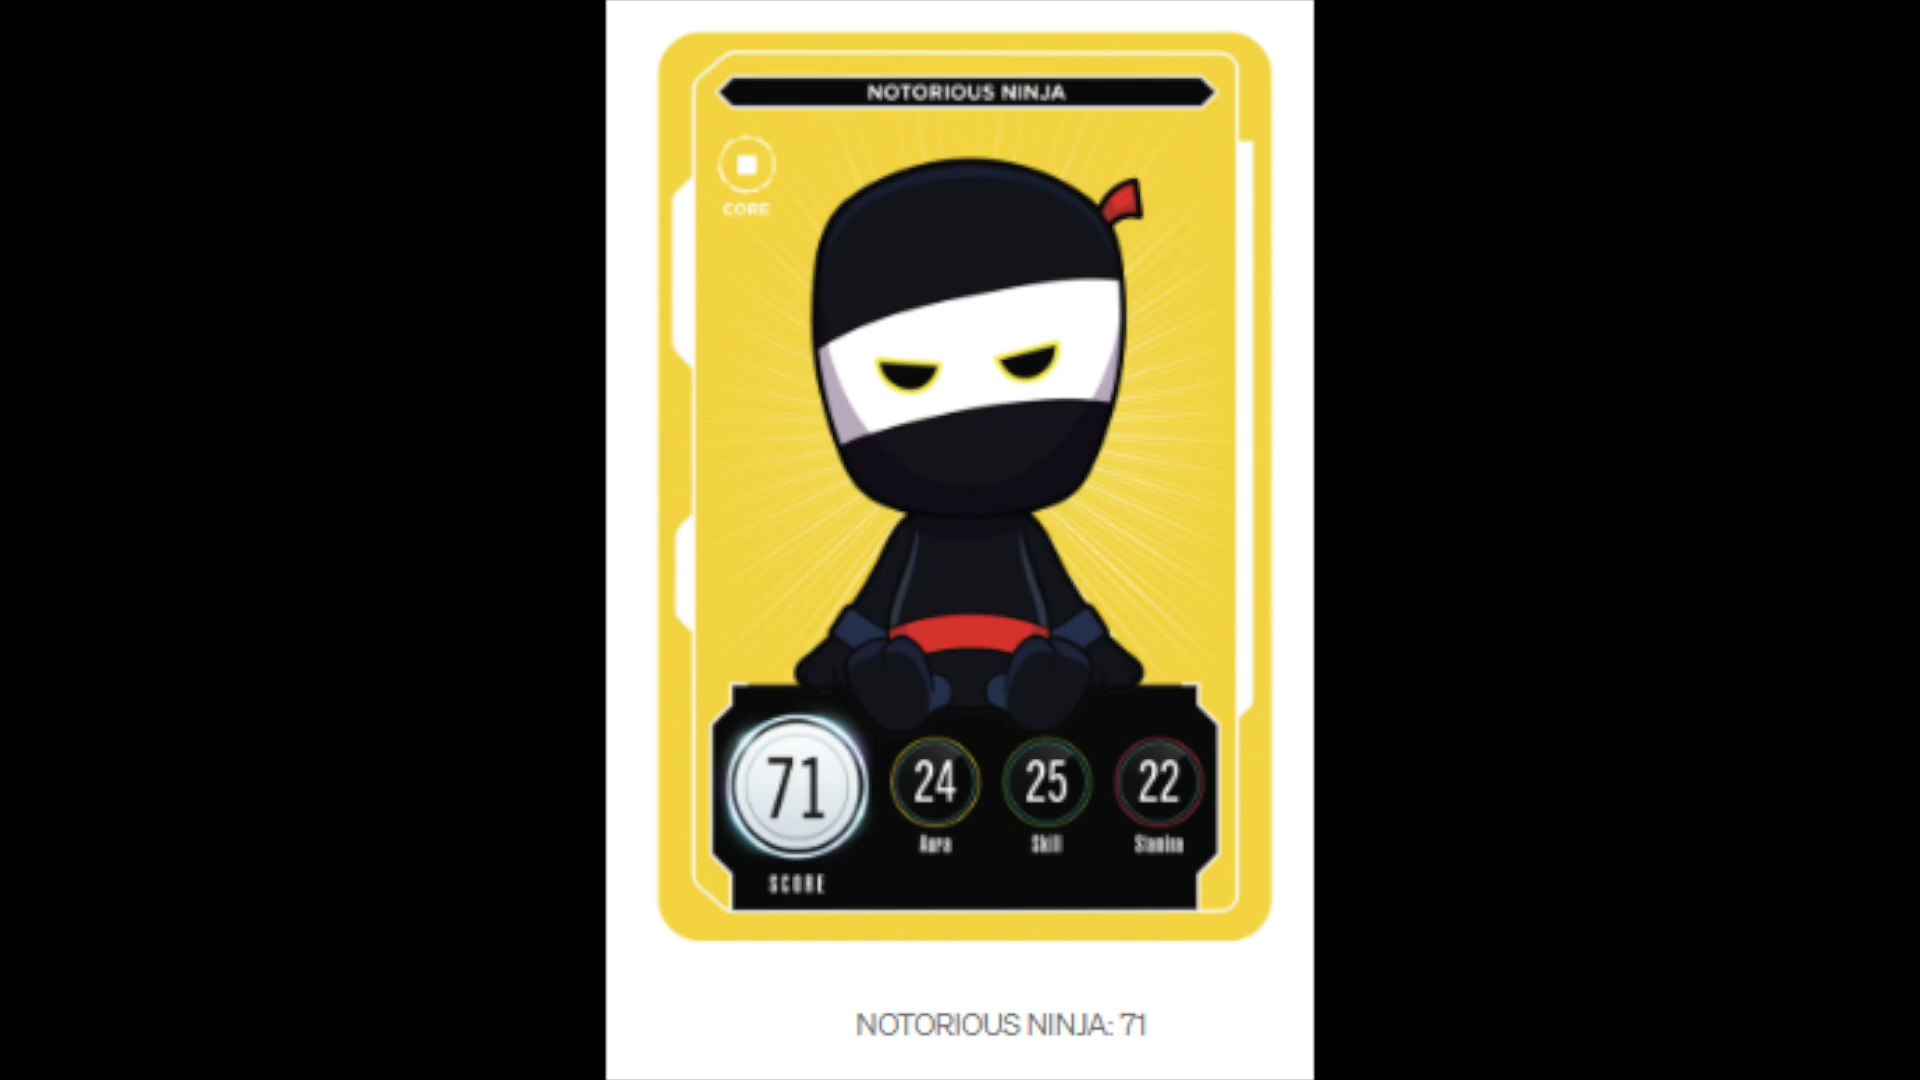 NOTORIOUS NINJA
CORE
71
24
25
22
Aura
Skill
Stamina
SCORE
NOTORIOUS NINJA: 71